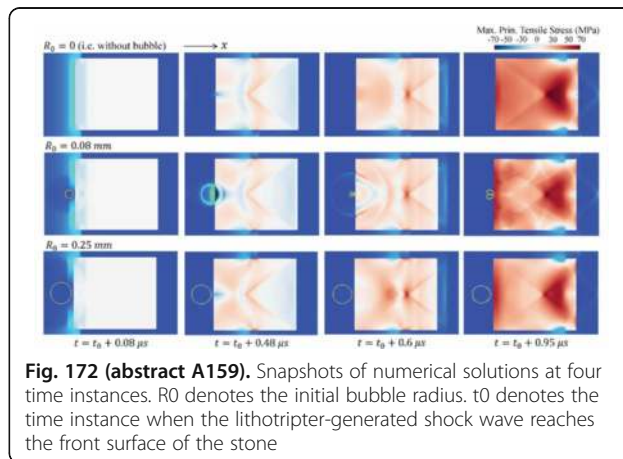 Max. Prin. Tensile Stress (MPa)
R₀ = 0 (i.e. without bubble)
x
-70 -50 -30 -10 10 30 50 70
R₀ = 0.08 mm
R₀ = 0.25 mm
t = t₀ + 0.08 μs
t = t₀ + 0.48 μs
t = t₀ + 0.6 μs
t = t₀ + 0.95 μs
Fig. 172 (abstract A159). Snapshots of numerical solutions at four
time instances. R0 denotes the initial bubble radius. t0 denotes the
time instance when the lithotripter-generated shock wave reaches
the front surface of the stone